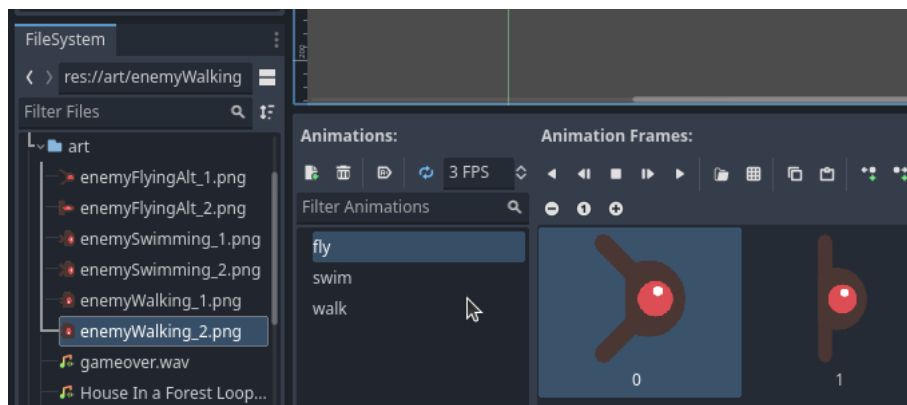 FileSystem
res://art/enemyWalking
Filter Files
art
enemyFlyingAlt_1.png
enemyFlyingAlt_2.png
enemySwimming_1.png
enemySwimming_2.png
enemyWalking_1.png
enemyWalking_2.png
gameover.wav
House In a Forest Loop...
200
Animations:
3 FPS
Filter Animations
fly
swim
walk
Animation Frames:
0
1